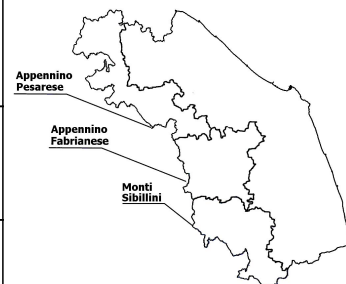 Appennino
Pesarese
Appennino
Fabrianese
Monti
Sibillini